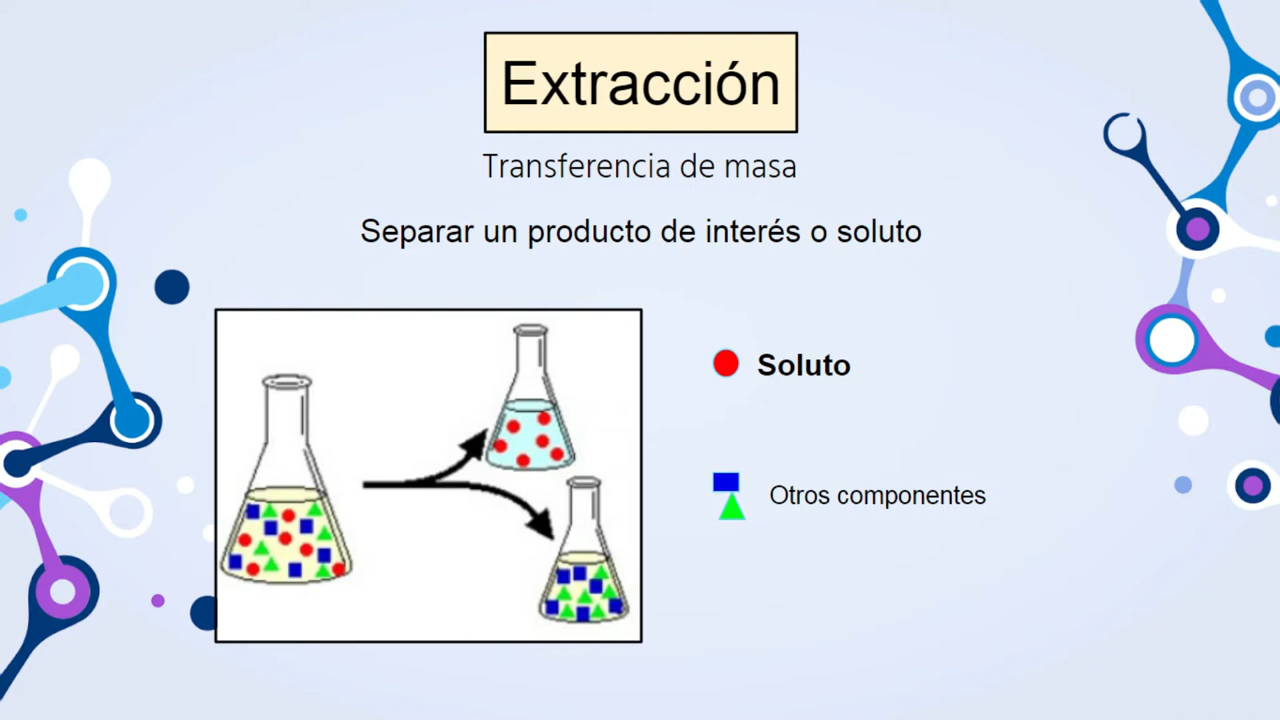 Extracción
Transferencia de masa
Separar un producto de interés o soluto
Soluto
Otros componentes